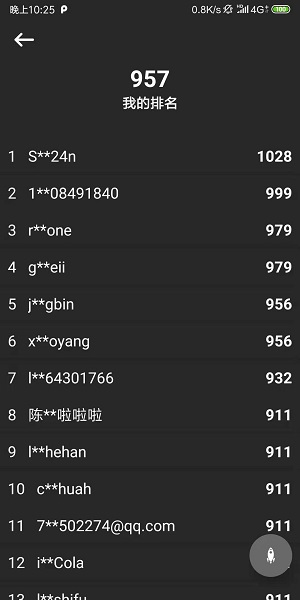 晚上10:25 P 0.8K/s 4G 100
957
我的排名
1 S**24n 1028
2 1**08491840 999
3 r**one 979
4 g**eii 979
5 j**gbin 956
6 x**oyang 956
7 l**64301766 932
8 陈**啦啦啦 911
9 l**hehan 911
10 c**huah 911
11 7**502274@qq.com 911
12 i**Cola
13 l**shifu 911